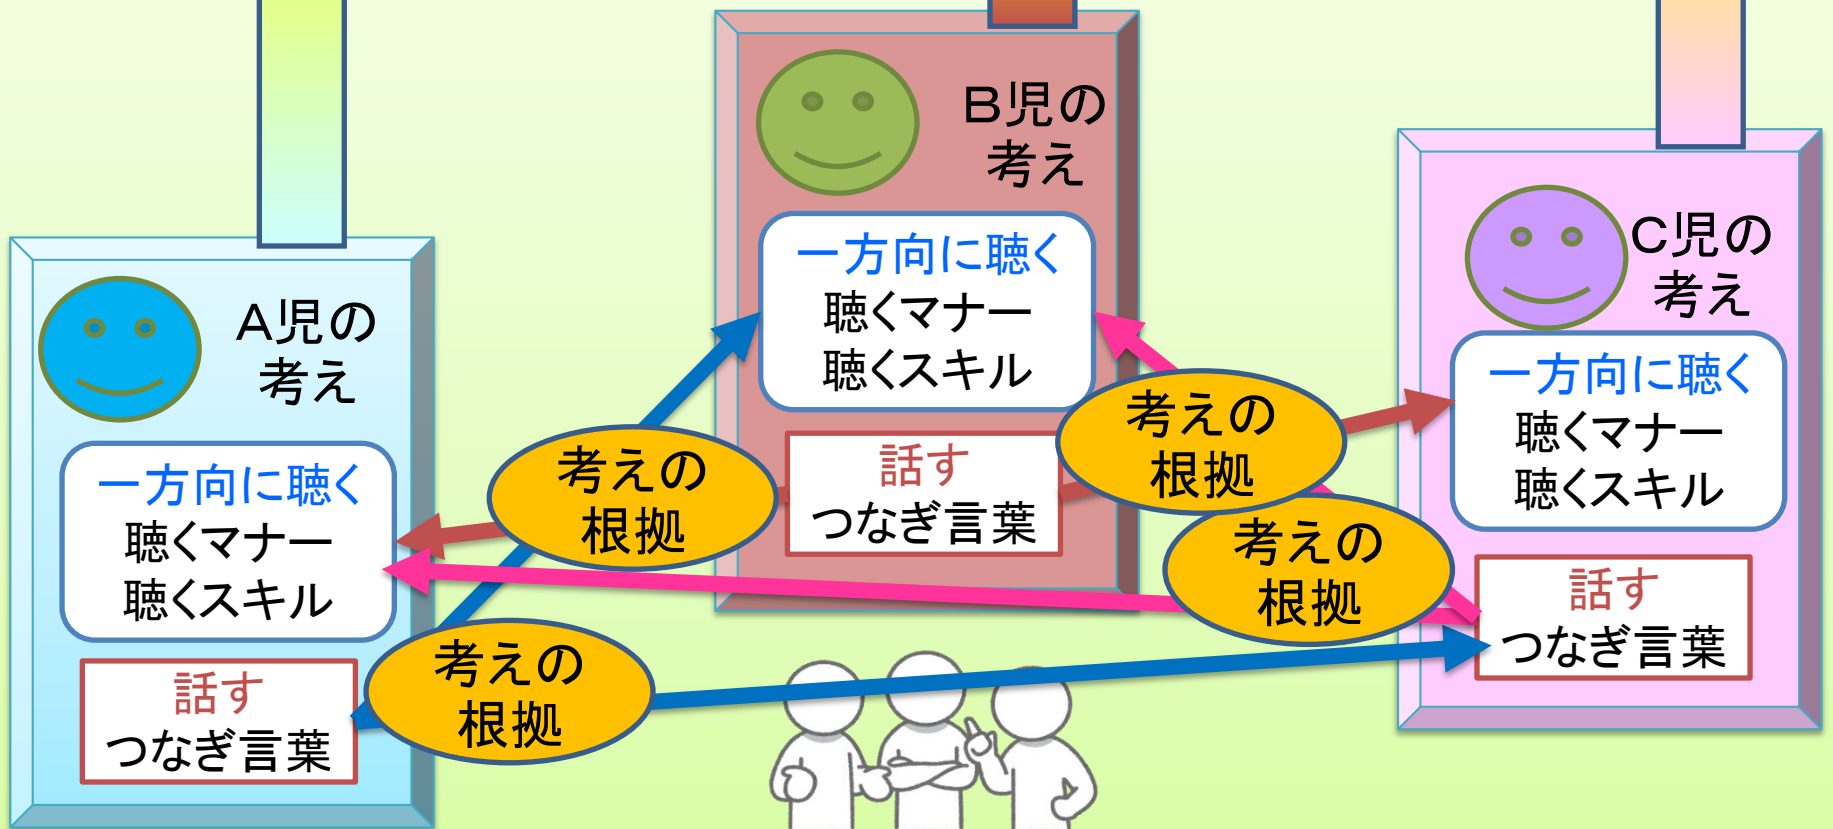 A児の
考え
一方向に聴く
聴くマナー
聴くスキル
話す
つなぎ言葉
考えの
根拠
考えの
根拠
B児の
考え
一方向に聴く
聴くマナー
聴くスキル
話す
つなぎ言葉
考えの
根拠
考えの
根拠
C児の
考え
一方向に聴く
聴くマナー
聴くスキル
話す
つなぎ言葉